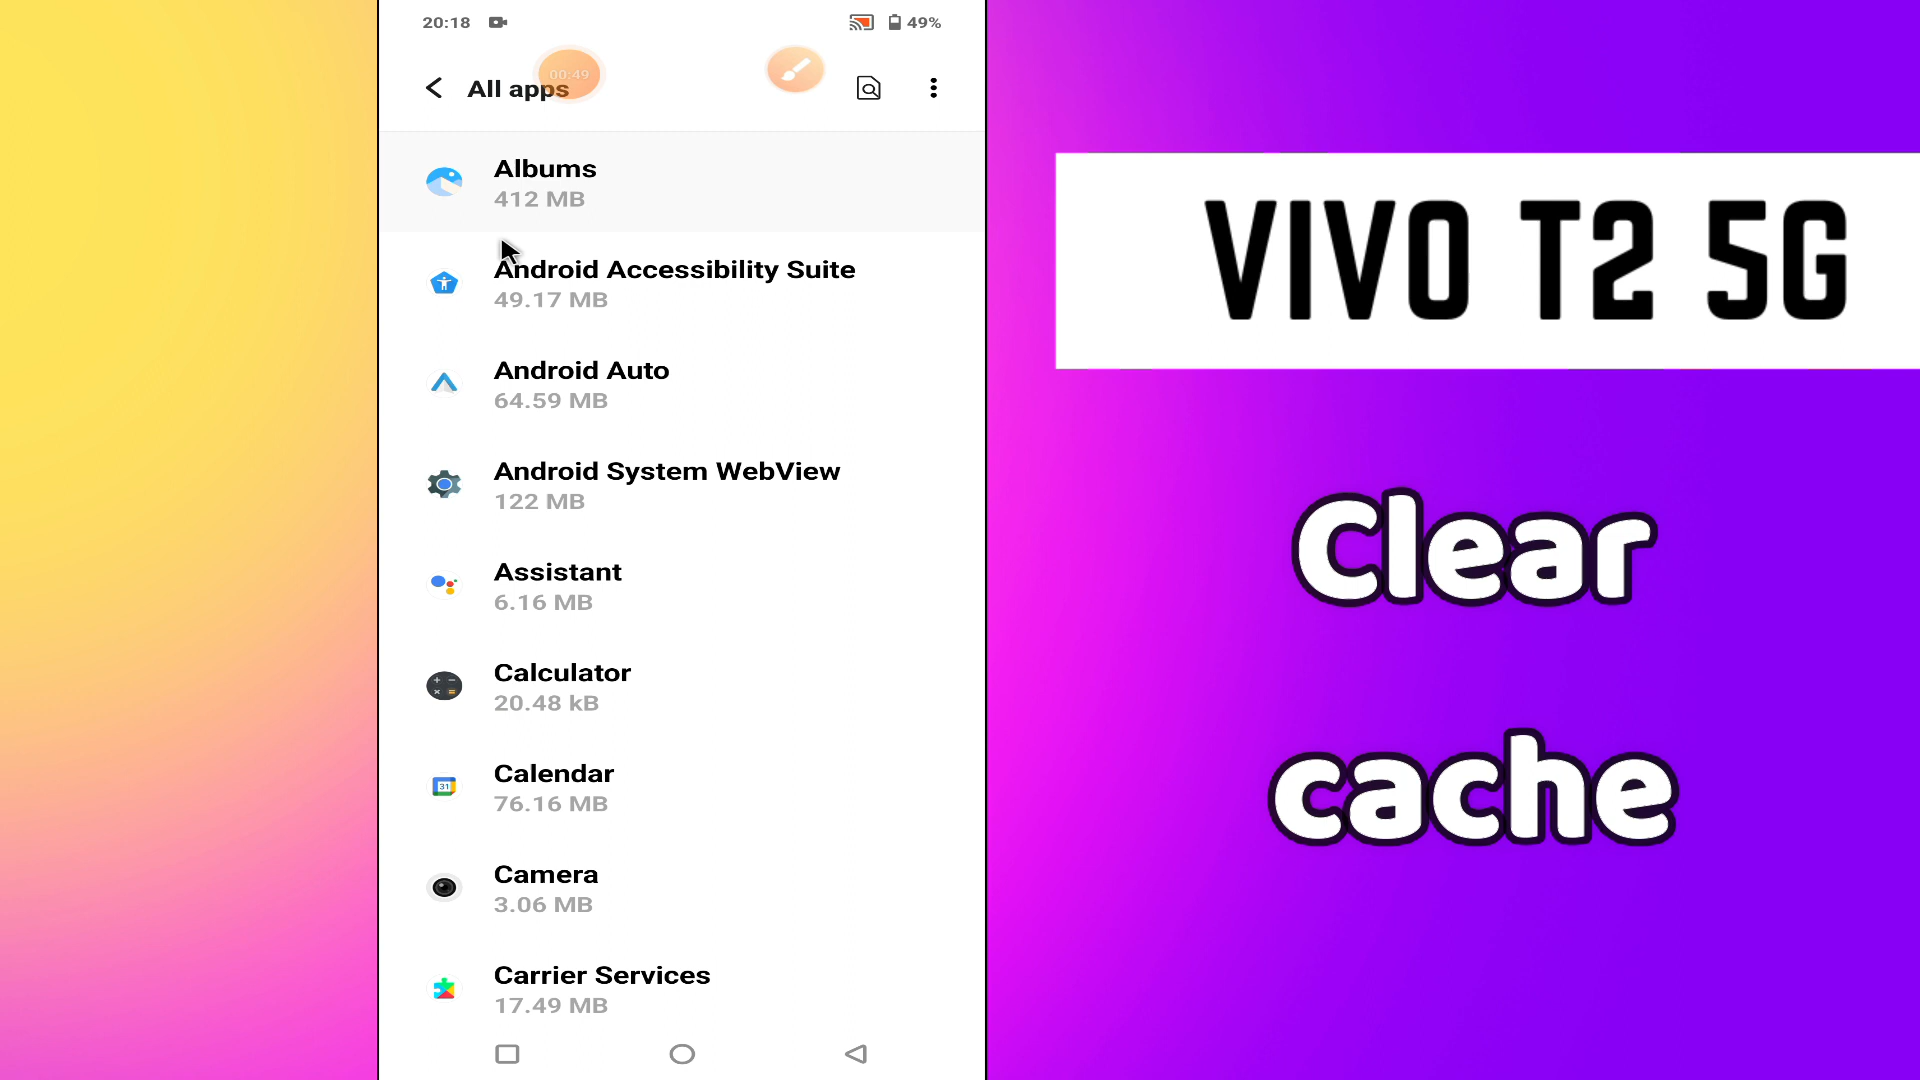 20:18
49%
00:49
All apps
Albums
412 MB
Android Accessibility Suite
49.17 MB
Android Auto
64.59 MB
Android System WebView
122 MB
Assistant
6.16 MB
Calculator
20.48 kB
31
Calendar
76.16 MB
Camera
3.06 MB
Carrier Services
17.49 MB
VIVO T2 5G
Clear
cache